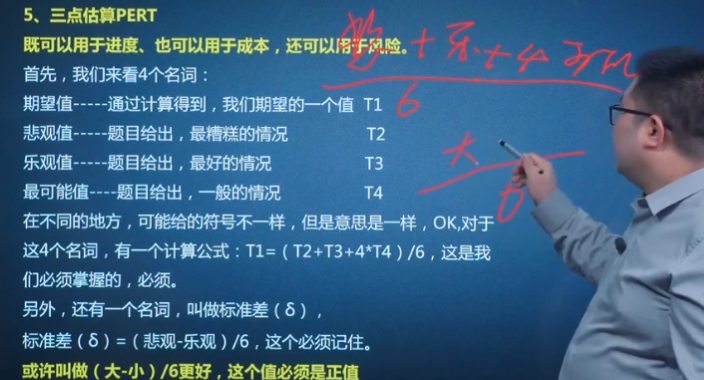 5、三点估算PERT
既可以用于进度、也可以用于成本，还可以用于风险。
首先，我们来看4个名词：
期望值-----通过计算得到，我们期望的一个值 T1
悲观值-----题目给出，最糟糕的情况 T2
乐观值-----题目给出，最好的情况 T3
最可能值----题目给出，一般的情况 T4
在不同的地方，可能给的符号不一样，但是意思是一样，OK,对于
这4个名词，有一个计算公式：T1=（T2+T3+4*T4）/6，这是我
们必须掌握的，必须。
另外，还有一个名词，叫做标准差（δ），
标准差（δ）=（悲观-乐观）/6，这个必须记住。
或许叫做（大-小）/6更好，这个值必须是正值
+ 乐 + 4
6
大
6